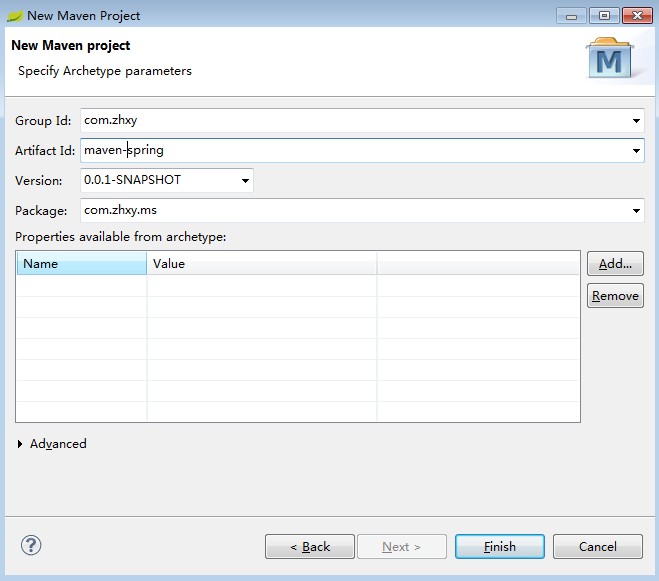 New Maven Project
New Maven project
Specify Archetype parameters
M
Group Id: com.zhxy
Artifact Id: maven-spring
Version: 0.0.1-SNAPSHOT
Package: com.zhxy.ms
Properties available from archetype:
Name Value
Add...
Remove
Advanced
? < Back Next > Finish Cancel